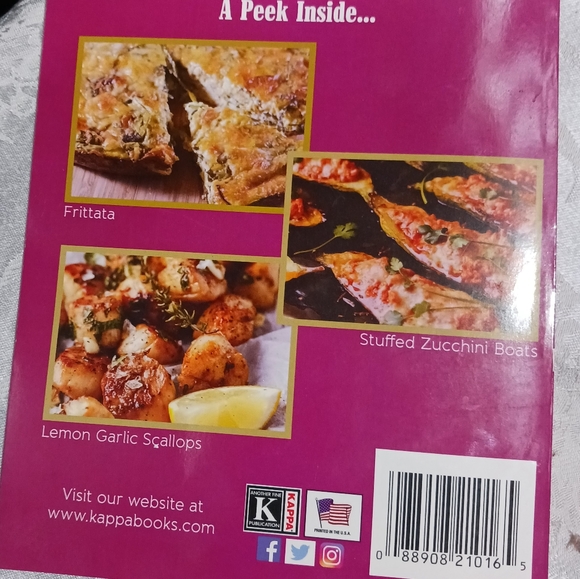 A Peek Inside...
Frittata
Stuffed Zucchini Boats
Lemon Garlic Scallops
Visit our website at
www.kappabooks.com
ANOTHER FINE
K
PUBLICATION
KAPPA
PRINTED IN THE U.S.A.
0 88908 21016 5